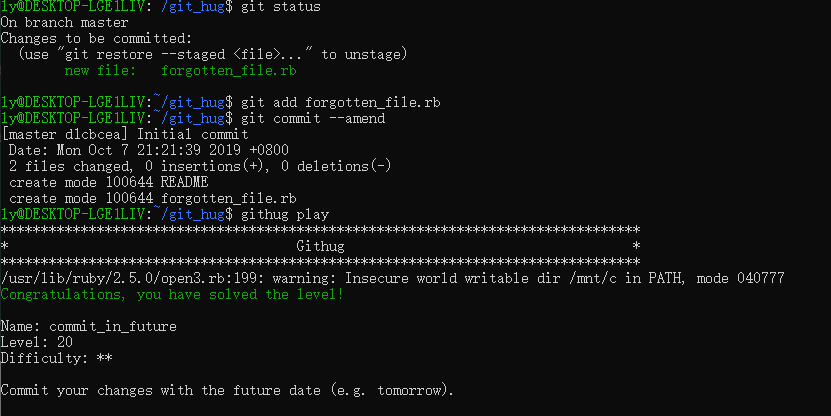 ly@DESKTOP-LGE1LIV:~/git_hug$ git status
On branch master
Changes to be committed:
  (use "git restore --staged <file>..." to unstage)
        new file:   forgotten_file.rb
ly@DESKTOP-LGE1LIV:~/git_hug$ git add forgotten_file.rb
ly@DESKTOP-LGE1LIV:~/git_hug$ git commit --amend
[master d1cbcea] Initial commit
 Date: Mon Oct 7 21:21:39 2019 +0800
 2 files changed, 0 insertions(+), 0 deletions(-)
 create mode 100644 README
 create mode 100644 forgotten_file.rb
ly@DESKTOP-LGE1LIV:~/git_hug$ githug play
********************************************************************************
*                                    Githug                                    *
********************************************************************************
/usr/lib/ruby/2.5.0/open3.rb:199: warning: Insecure world writable dir /mnt/c in PATH, mode 040777
Congratulations, you have solved the level!
Name: commit_in_future
Level: 20
Difficulty: **
Commit your changes with the future date (e.g. tomorrow).